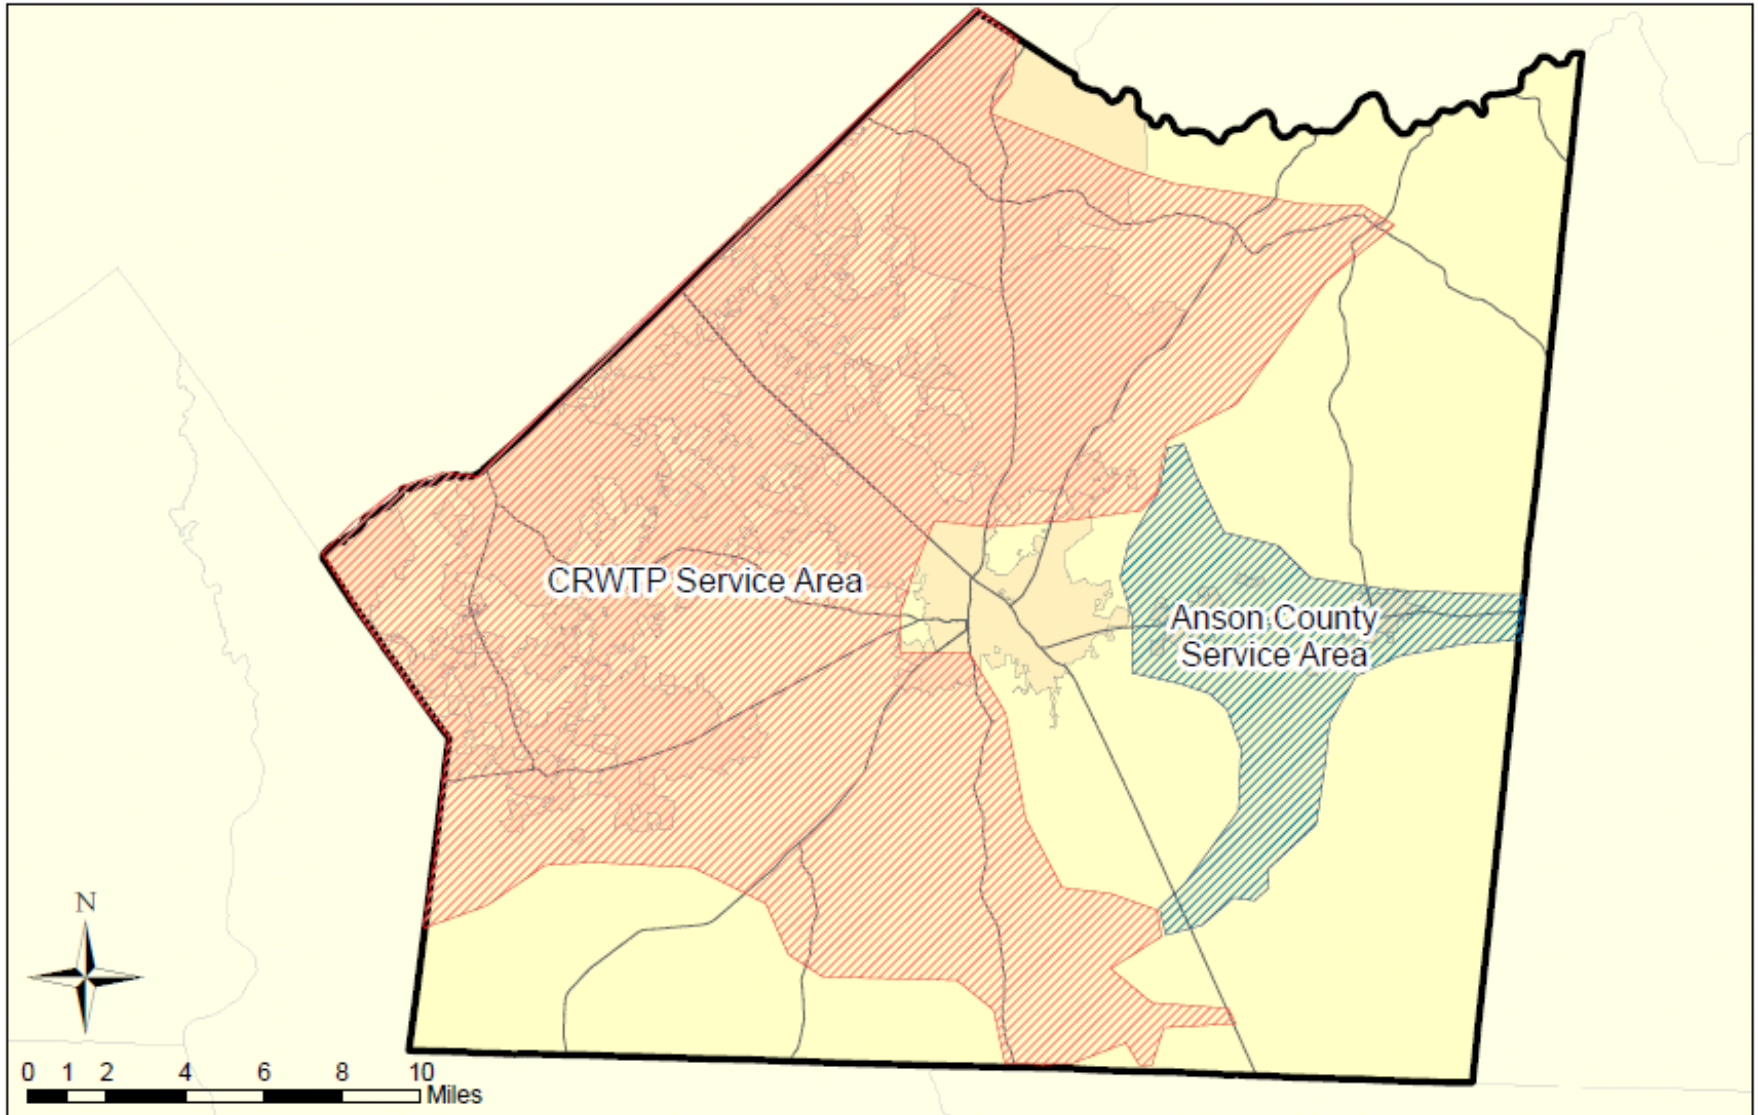 CRWTP Service Area
Anson County
Service Area
N
0 1 2 4 6 8 10
Miles